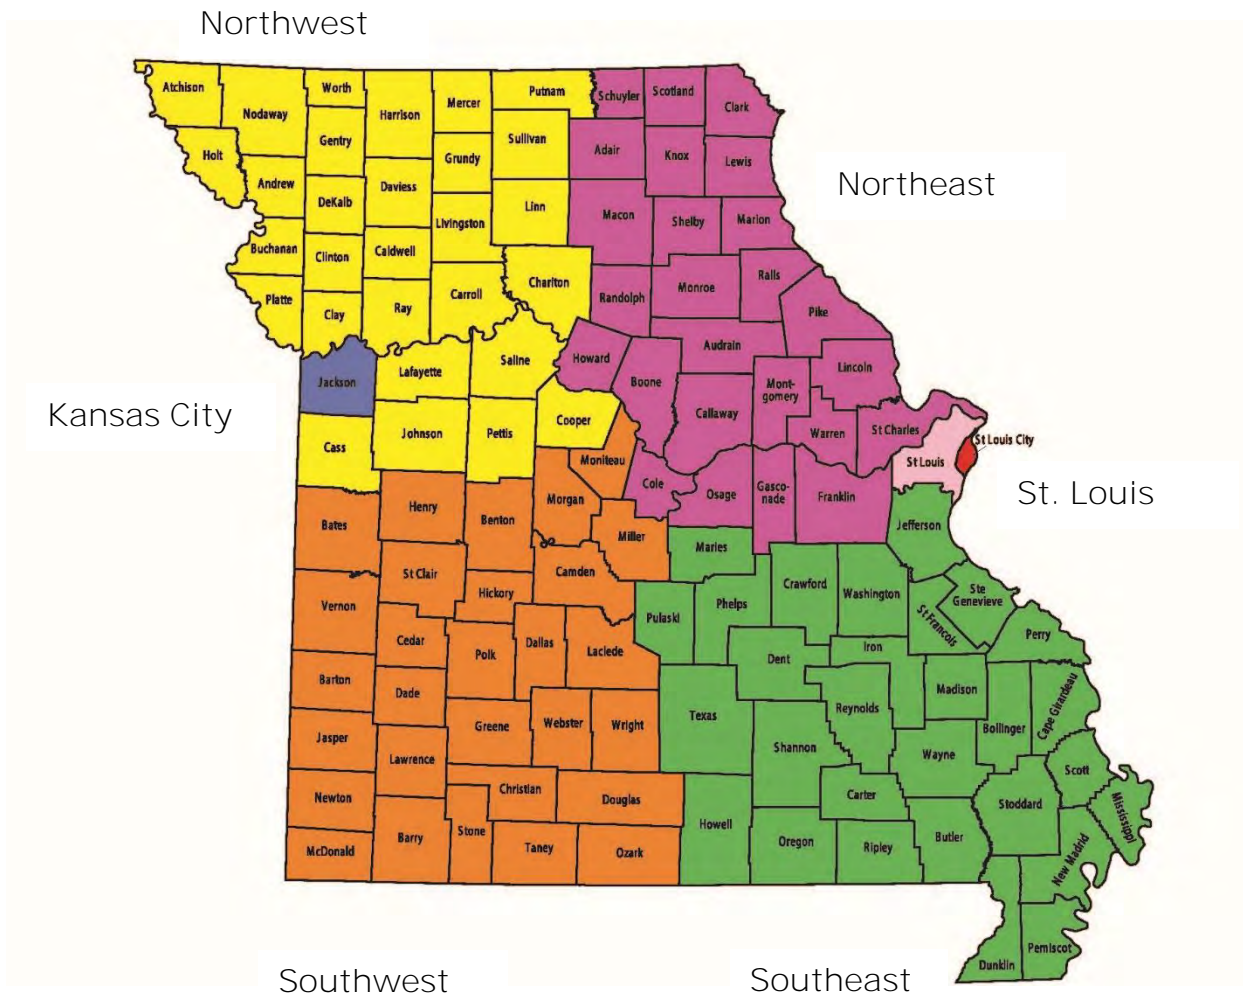 Northwest
Atchison
Nodaway
Worth
Harrison
Mercer
Putnam
Schuyler
Scotland
Clark
Holt
Gentry
Grundy
Sullivan
Adair
Knox
Lewis
Northeast
Andrew
DeKalb
Daviess
Livingston
Linn
Macon
Shelby
Marion
Buchanan
Clinton
Caldwell
Carroll
Chariton
Randolph
Monroe
Ralls
Platte
Clay
Ray
Pike
Jackson
Lafayette
Saline
Howard
Boone
Audrain
Lincoln
Kansas City
Cass
Johnson
Pettis
Cooper
Callaway
Mont-
gomery
Warren
St Charles
St Louis
St Louis City
Moniteau
Cole
Osage
Gasco-
nade
Franklin
St. Louis
Bates
Henry
Benton
Morgan
Miller
Maries
Jefferson
Vernon
St Clair
Hickory
Camden
Pulaski
Phelps
Crawford
Washington
Ste
Genevieve
St Francois
Perry
Cedar
Polk
Dallas
Laclede
Dent
Iron
Barton
Dade
Texas
Reynolds
Madison
Bollinger
Cape Girardeau
Jasper
Lawrence
Greene
Webster
Wright
Shannon
Wayne
Scott
Newton
Christian
Douglas
Howell
Carter
Stoddard
Mississippi
McDonald
Barry
Stone
Taney
Ozark
Oregon
Ripley
Butler
New Madrid
Dunklin
Pemiscot
Southwest
Southeast